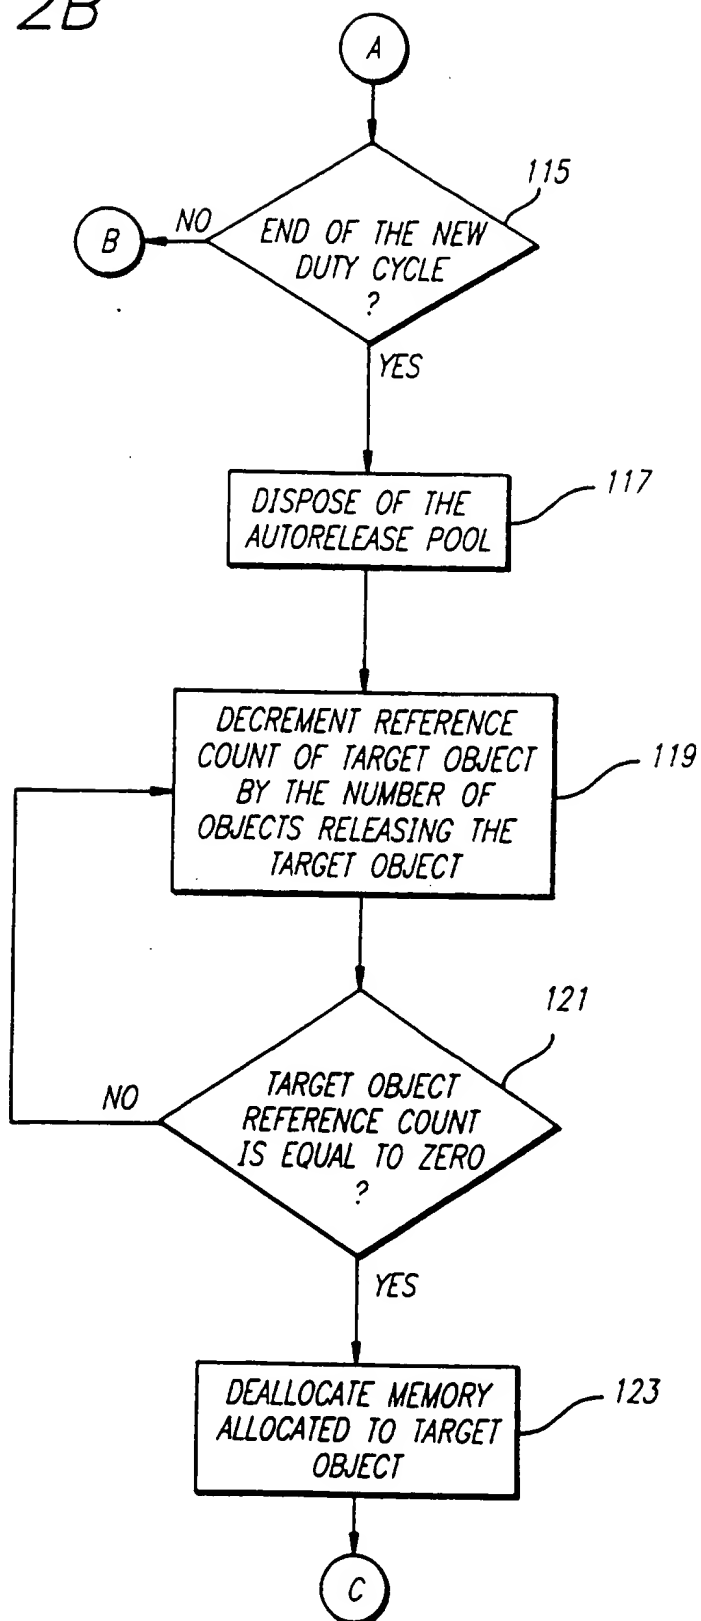 2B
A
115
NO
B
END OF THE NEW
DUTY CYCLE
?
YES
117
DISPOSE OF THE
AUTORELEASE POOL
DECREMENT REFERENCE
COUNT OF TARGET OBJECT
BY THE NUMBER OF
OBJECTS RELEASING THE
TARGET OBJECT
119
121
NO
TARGET OBJECT
REFERENCE COUNT
IS EQUAL TO ZERO
?
YES
DEALLOCATE MEMORY
ALLOCATED TO TARGET
OBJECT
123
C